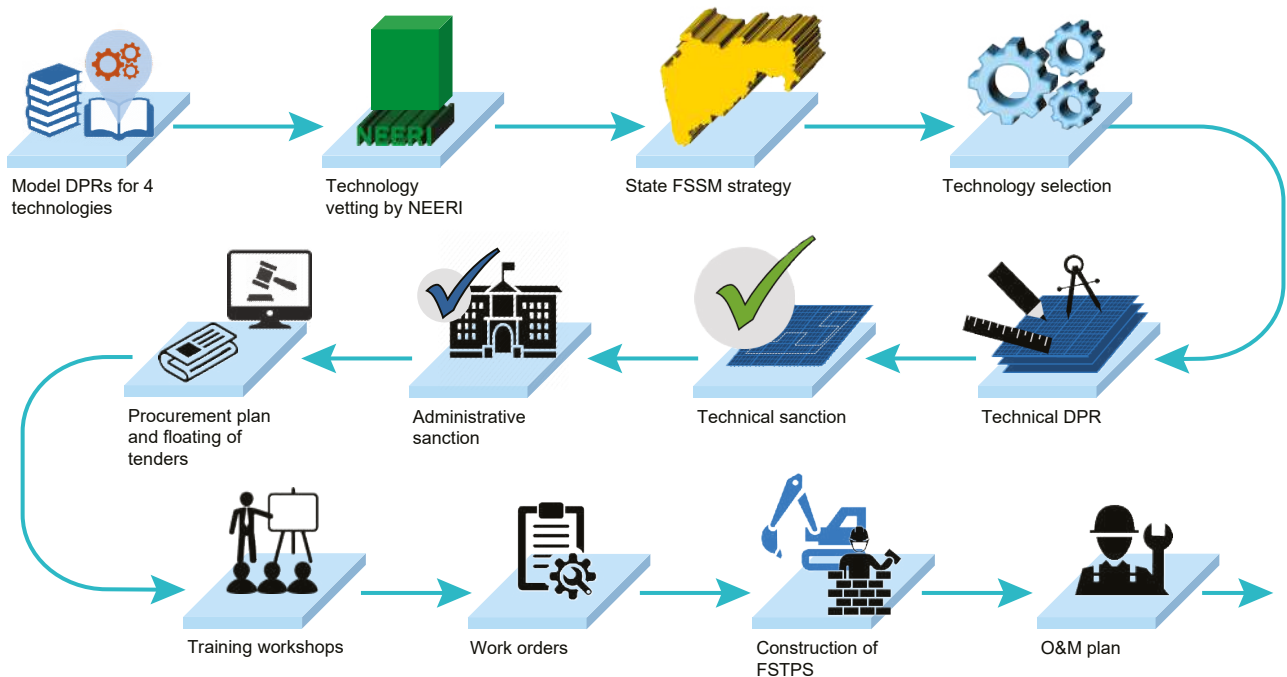 NEERI
Model DPRs for 4
technologies
Technology
vetting by NEERI
State FSSM strategy
Technology selection
Technical DPR
Technical sanction
Administrative
sanction
Procurement plan
and floating of
tenders
Training workshops
Work orders
Construction of
FSTPS
O&M plan